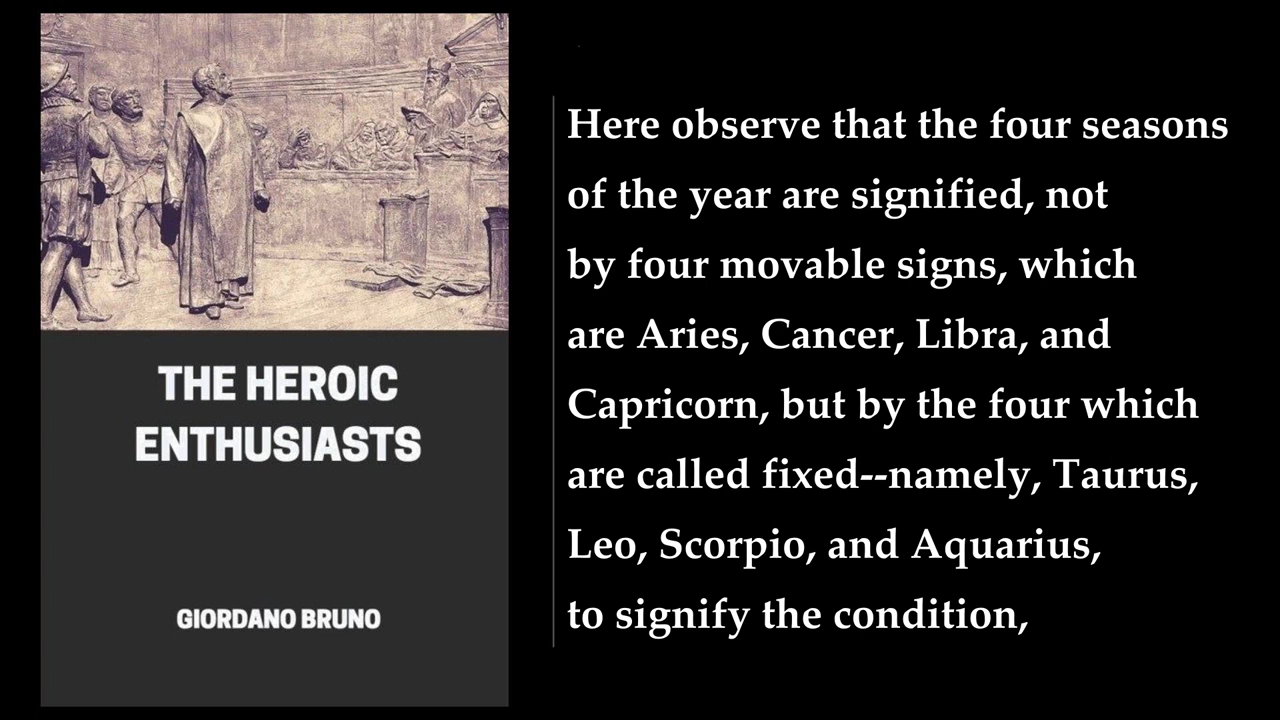 THE HEROIC
ENTHUSIASTS
GIORDANO BRUNO
Here observe that the four seasons
of the year are signified, not
by four movable signs, which
are Aries, Cancer, Libra, and
Capricorn, but by the four which
are called fixed--namely, Taurus,
Leo, Scorpio, and Aquarius,
to signify the condition,